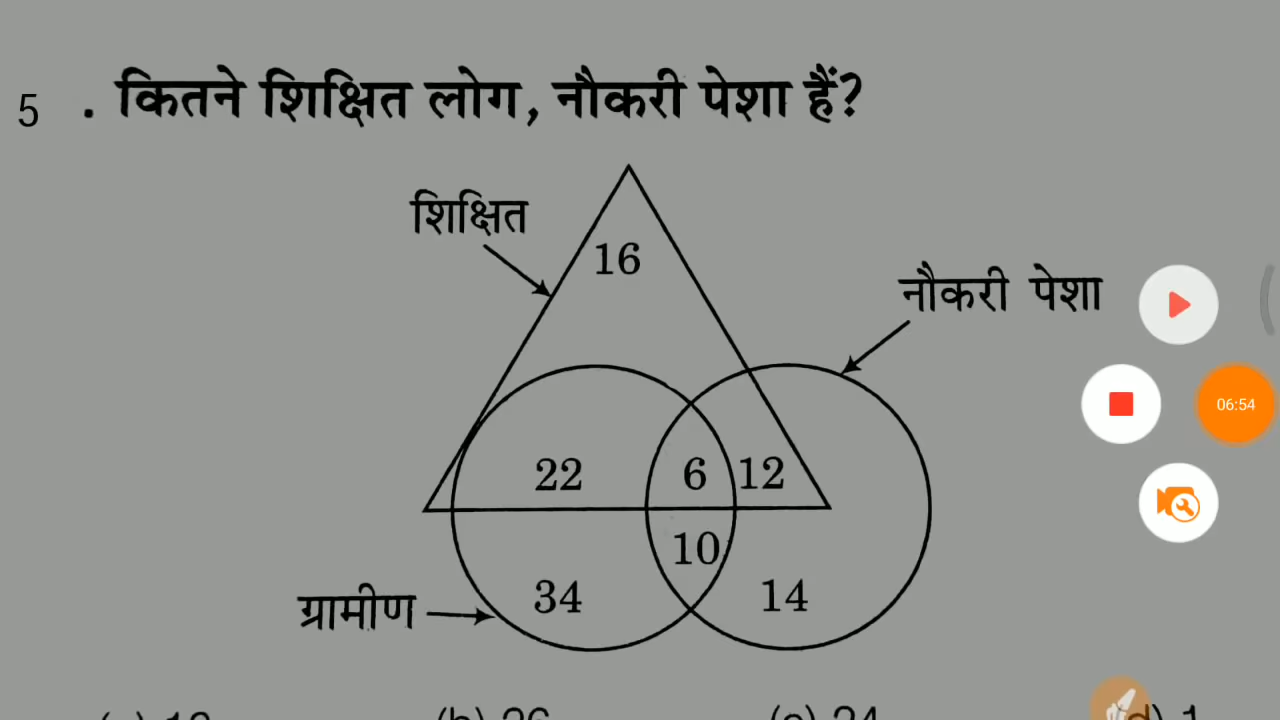 5 . कितने शिक्षित लोग, नौकरी पेशा हैं?
शिक्षित
16
नौकरी पेशा
06:54
22 6 12
10
34 14
ग्रामीण